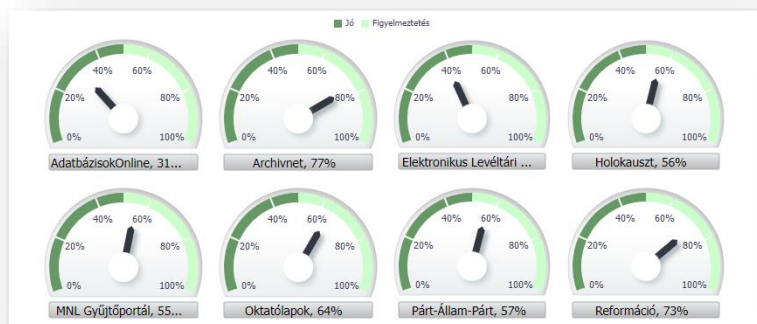 Jó Figyelmeztetés
40% 60% 40% 60% 40% 60% 40% 60%
20% 80% 20% 80% 20% 80% 20% 80%
0% 100% 0% 100% 0% 100% 0% 100%
AdatbázisokOnline, 31... Archivnet, 77% Elektronikus Levéltári ... Holokauszt, 56%
40% 60% 40% 60% 40% 60% 40% 60%
20% 80% 20% 80% 20% 80% 20% 80%
0% 100% 0% 100% 0% 100% 0% 100%
MNL Gyűjtőportál, 55... Oktatólapok, 64% Párt-Állam-Párt, 57% Reformáció, 73%